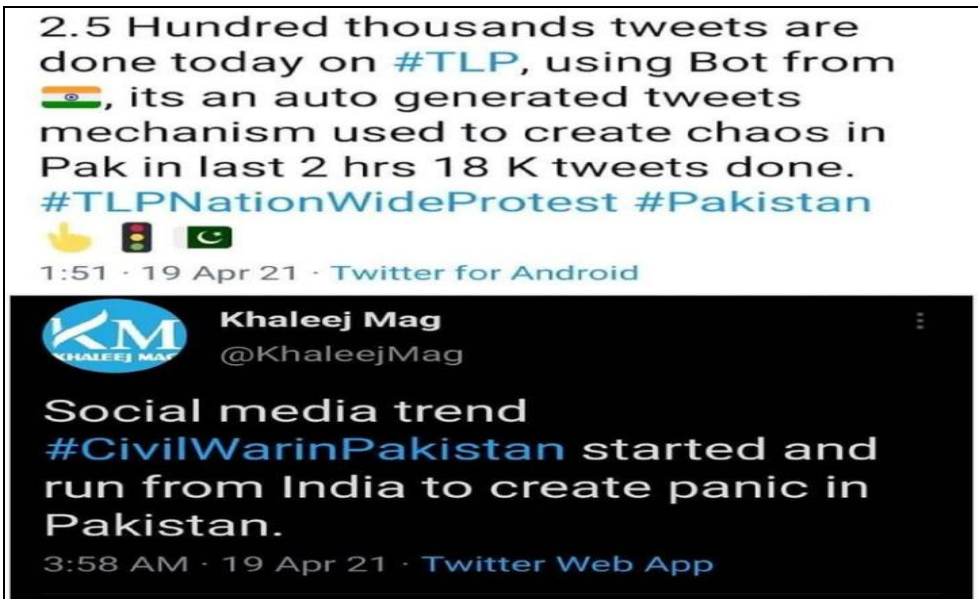 2.5 Hundred thousands tweets are
done today on #TLP, using Bot from
, its an auto generated tweets
mechanism used to create chaos in
Pak in last 2 hrs 18 K tweets done.
#TLPNationWideProtest #Pakistan
1:51 · 19 Apr 21 · Twitter for Android
KM
KHALEEJ MAG
Khaleej Mag
@KhaleejMag
Social media trend
#CivilWarinPakistan started and
run from India to create panic in
Pakistan.
3:58 AM · 19 Apr 21 · Twitter Web App